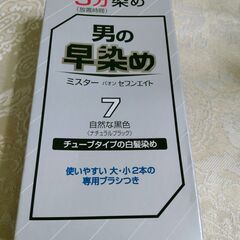 5分染め
(放置時間)
男の
早染め
ミスター パオン セブンエイト
7
自然な黒色
〈ナチュラルブラック〉
チューブタイプの白髪染め
使いやすい 大・小2本の
専用ブラシつき